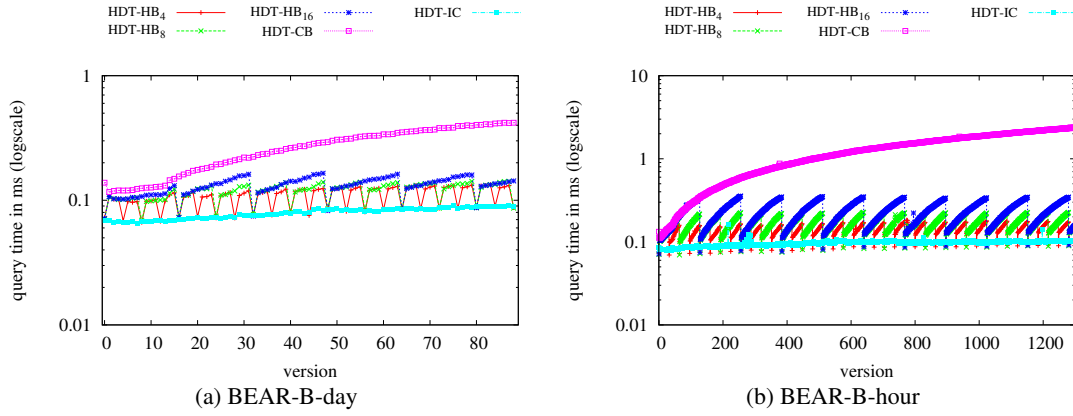 HDT-HB4 HDT-HB16 HDT-IC
HDT-HB8 HDT-CB
1
0.1
0.01
query time in ms (logscale)
0 10 20 30 40 50 60 70 80
version
(a) BEAR-B-day
HDT-HB4 HDT-HB16 HDT-IC
HDT-HB8 HDT-CB
10
1
0.1
0.01
query time in ms (logscale)
0 200 400 600 800 1000 1200
version
(b) BEAR-B-hour